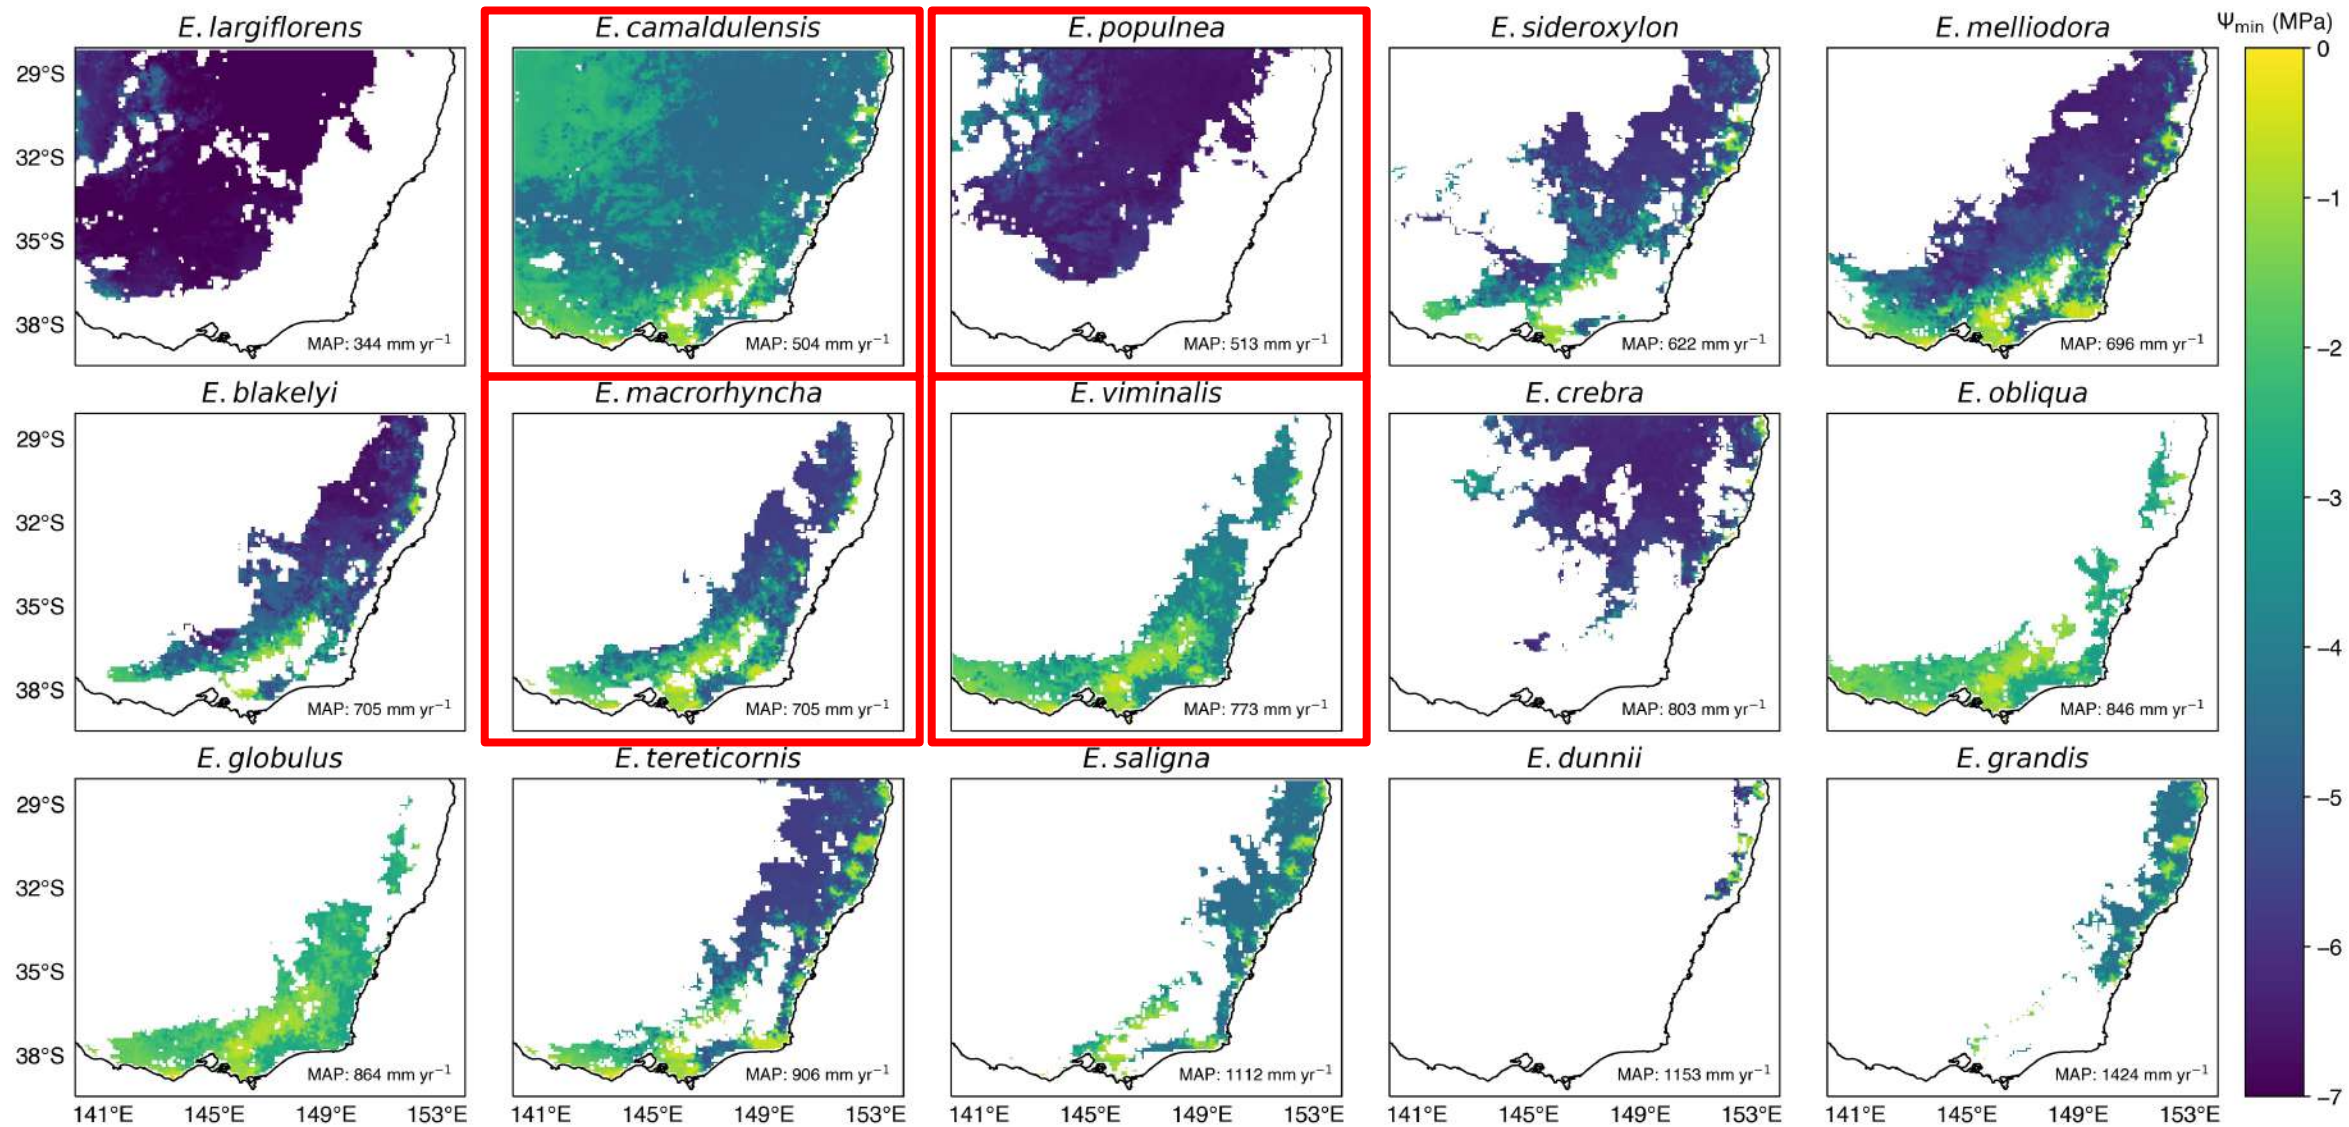 E. largiflorens
E. camaldulensis
E. populnea
E. sideroxylon
E. melliodora
Ψmin (MPa)
29°S
32°S
35°S
38°S
MAP: 344 mm yr⁻¹
MAP: 504 mm yr⁻¹
MAP: 513 mm yr⁻¹
MAP: 622 mm yr⁻¹
MAP: 696 mm yr⁻¹
E. blakelyi
E. macrorhyncha
E. viminalis
E. crebra
E. obliqua
29°S
32°S
35°S
38°S
MAP: 705 mm yr⁻¹
MAP: 705 mm yr⁻¹
MAP: 773 mm yr⁻¹
MAP: 803 mm yr⁻¹
MAP: 846 mm yr⁻¹
E. globulus
E. tereticornis
E. saligna
E. dunnii
E. grandis
29°S
32°S
35°S
38°S
MAP: 864 mm yr⁻¹
MAP: 906 mm yr⁻¹
MAP: 1112 mm yr⁻¹
MAP: 1153 mm yr⁻¹
MAP: 1424 mm yr⁻¹
141°E 145°E 149°E 153°E
141°E 145°E 149°E 153°E
141°E 145°E 149°E 153°E
141°E 145°E 149°E 153°E
141°E 145°E 149°E 153°E
0
−1
−2
−3
−4
−5
−6
−7